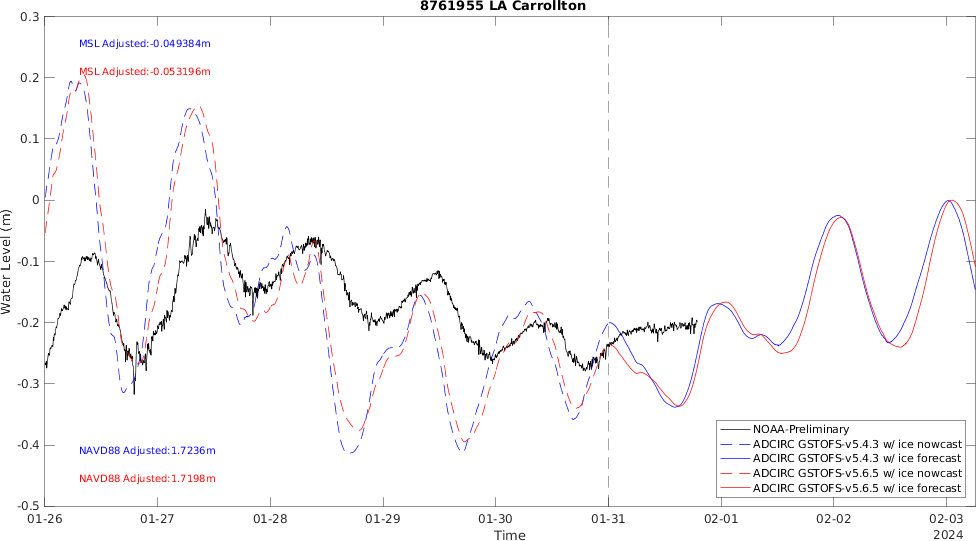 8761955 LA Carrollton
0.3
MSL Adjusted:-0.049384m
MSL Adjusted:-0.053196m
0.2
0.1
0
-0.1
-0.2
-0.3
-0.4
-0.5
Water Level (m)
NAVD88 Adjusted:1.7236m
NAVD88 Adjusted:1.7198m
NOAA-Preliminary
ADCIRC GSTOFS-v5.4.3 w/ ice nowcast
ADCIRC GSTOFS-v5.4.3 w/ ice forecast
ADCIRC GSTOFS-v5.6.5 w/ ice nowcast
ADCIRC GSTOFS-v5.6.5 w/ ice forecast
01-26 01-27 01-28 01-29 01-30 01-31 02-01 02-02 02-03
Time
2024